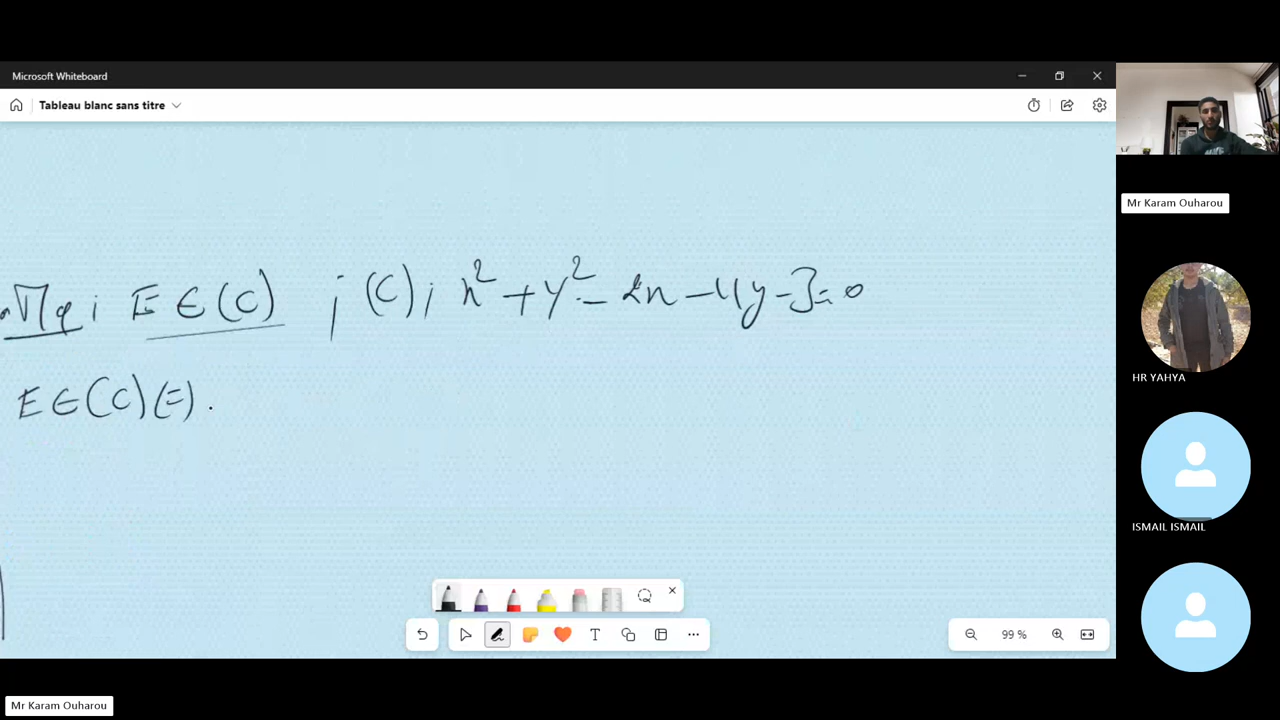 Microsoft Whiteboard
Tableau blanc sans titre
Mq ; E ∈ (C) ; (C) ; x² + y² - 2x - 4y - 3 = 0
E ∈ (C) (=) .
99 %
Mr Karam Ouharou
HR YAHYA
ISMAIL ISMAIL
Mr Karam Ouharou